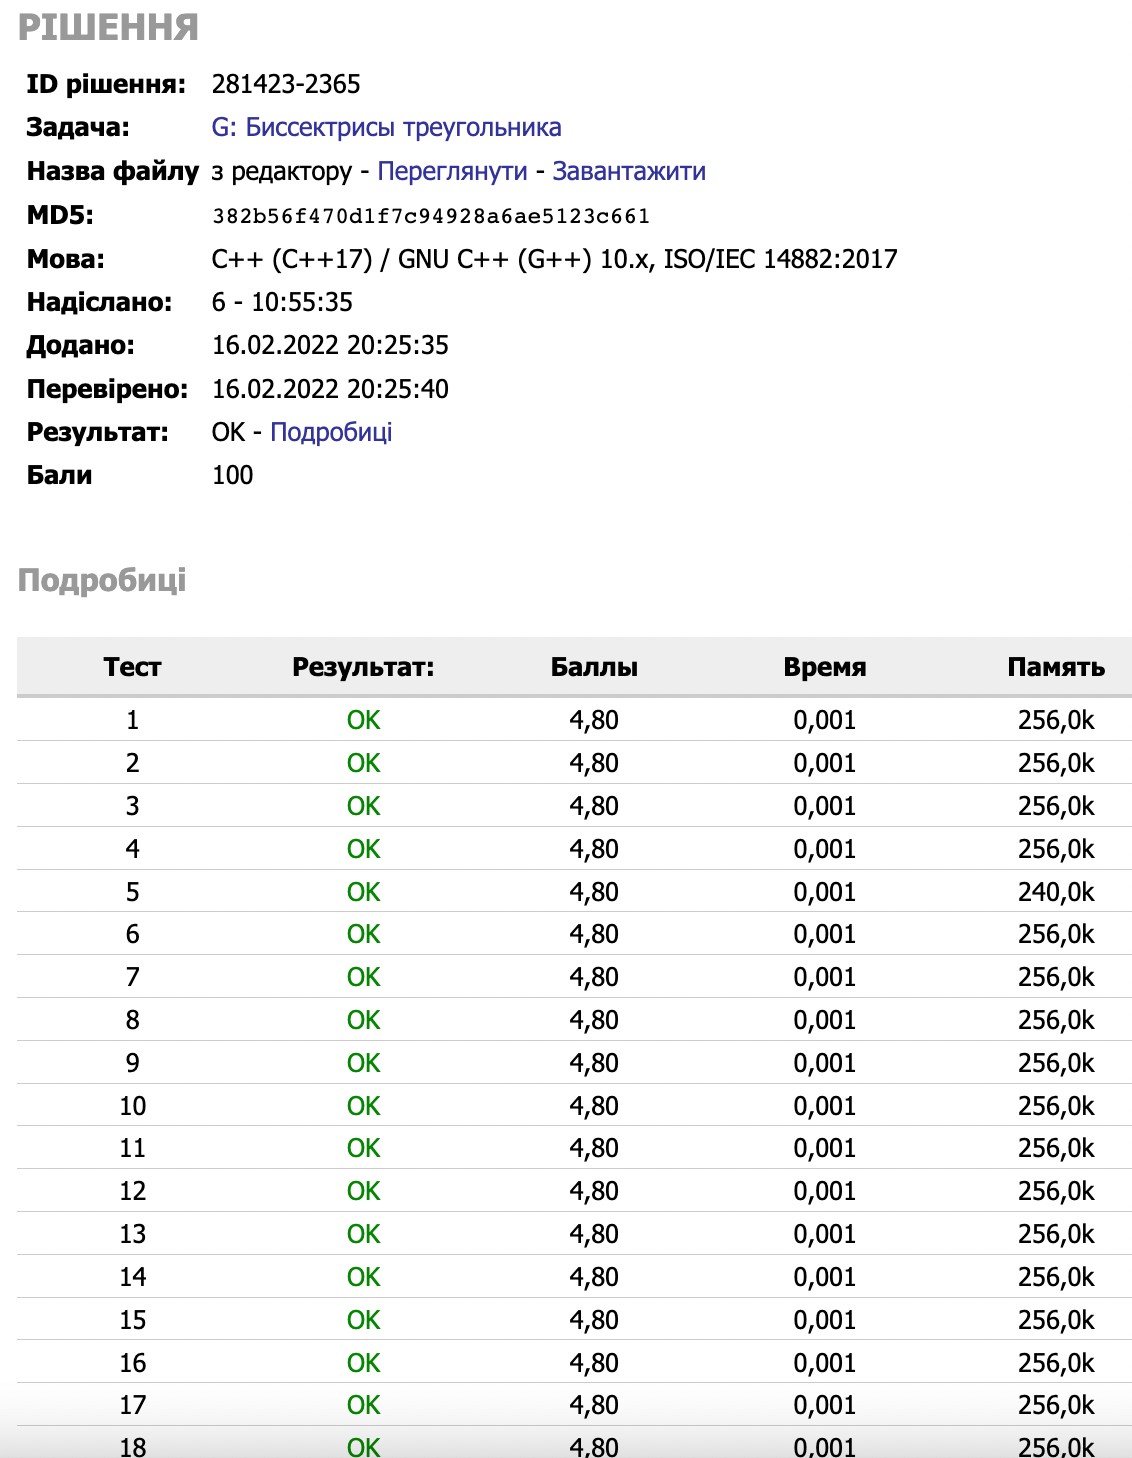 РІШЕННЯ
ID рішення: 281423-2365
Задача: G: Биссектрисы треугольника
Назва файлу з редактору - Переглянути - Завантажити
MD5: 382b56f470d1f7c94928a6ae5123c661
Мова: C++ (C++17) / GNU C++ (G++) 10.x, ISO/IEC 14882:2017
Надіслано: 6 - 10:55:35
Додано: 16.02.2022 20:25:35
Перевірено: 16.02.2022 20:25:40
Результат: OK - Подробиці
Бали 100
Подробиці
Тест Результат: Баллы Время Память
1 OK 4,80 0,001 256,0k
2 OK 4,80 0,001 256,0k
3 OK 4,80 0,001 256,0k
4 OK 4,80 0,001 256,0k
5 OK 4,80 0,001 240,0k
6 OK 4,80 0,001 256,0k
7 OK 4,80 0,001 256,0k
8 OK 4,80 0,001 256,0k
9 OK 4,80 0,001 256,0k
10 OK 4,80 0,001 256,0k
11 OK 4,80 0,001 256,0k
12 OK 4,80 0,001 256,0k
13 OK 4,80 0,001 256,0k
14 OK 4,80 0,001 256,0k
15 OK 4,80 0,001 256,0k
16 OK 4,80 0,001 256,0k
17 OK 4,80 0,001 256,0k
18 OK 4,80 0,001 256,0k